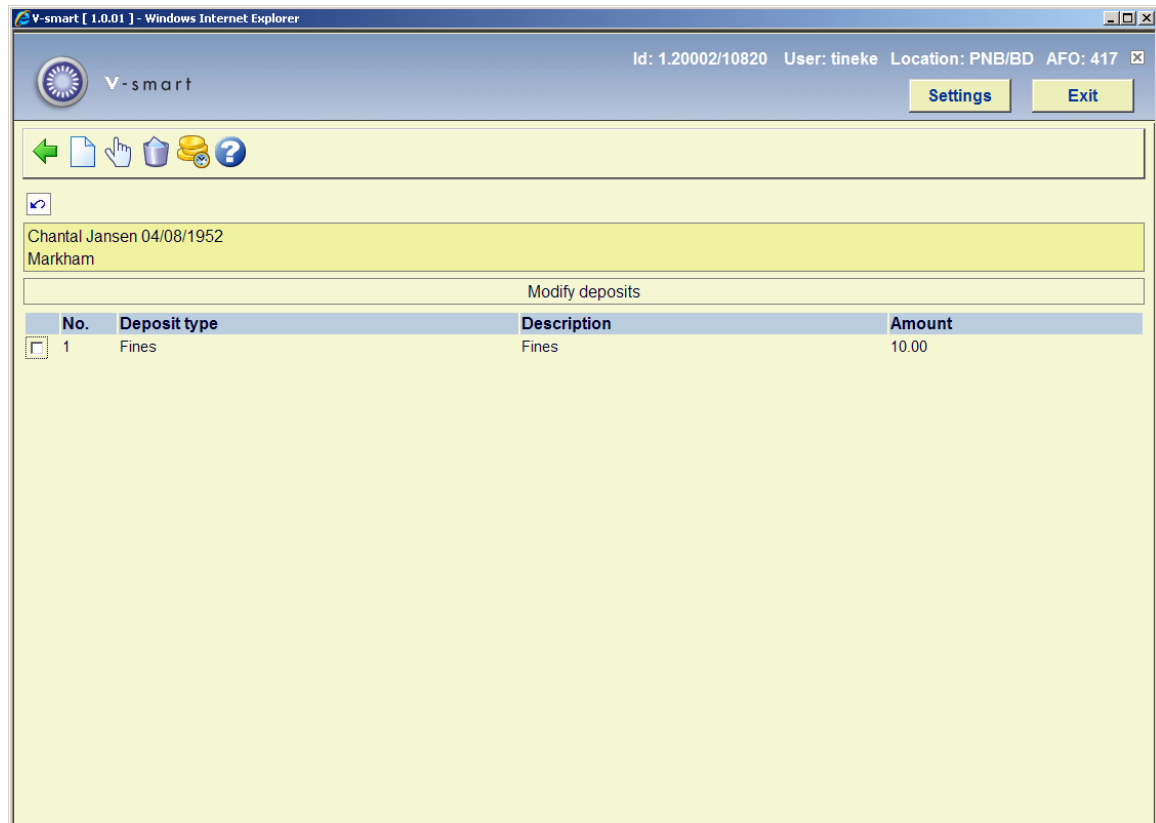 V-smart [ 1.0.01 ] - Windows Internet Explorer
Id: 1.20002/10820 User: tineke Location: PNB/BD AFO: 417
V-smart
Settings Exit
Chantal Jansen 04/08/1952
Markham
Modify deposits
No. Deposit type Description Amount
1 Fines Fines 10.00